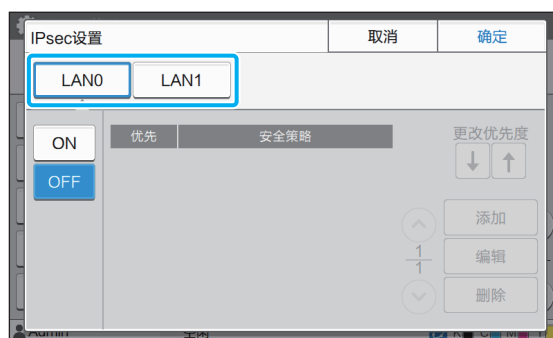 IPsec设置 取消 确定
LAN0 LAN1
ON 优先 安全策略 更改优先度
OFF
添加
1
1
编辑
删除
Admin
K C M Y